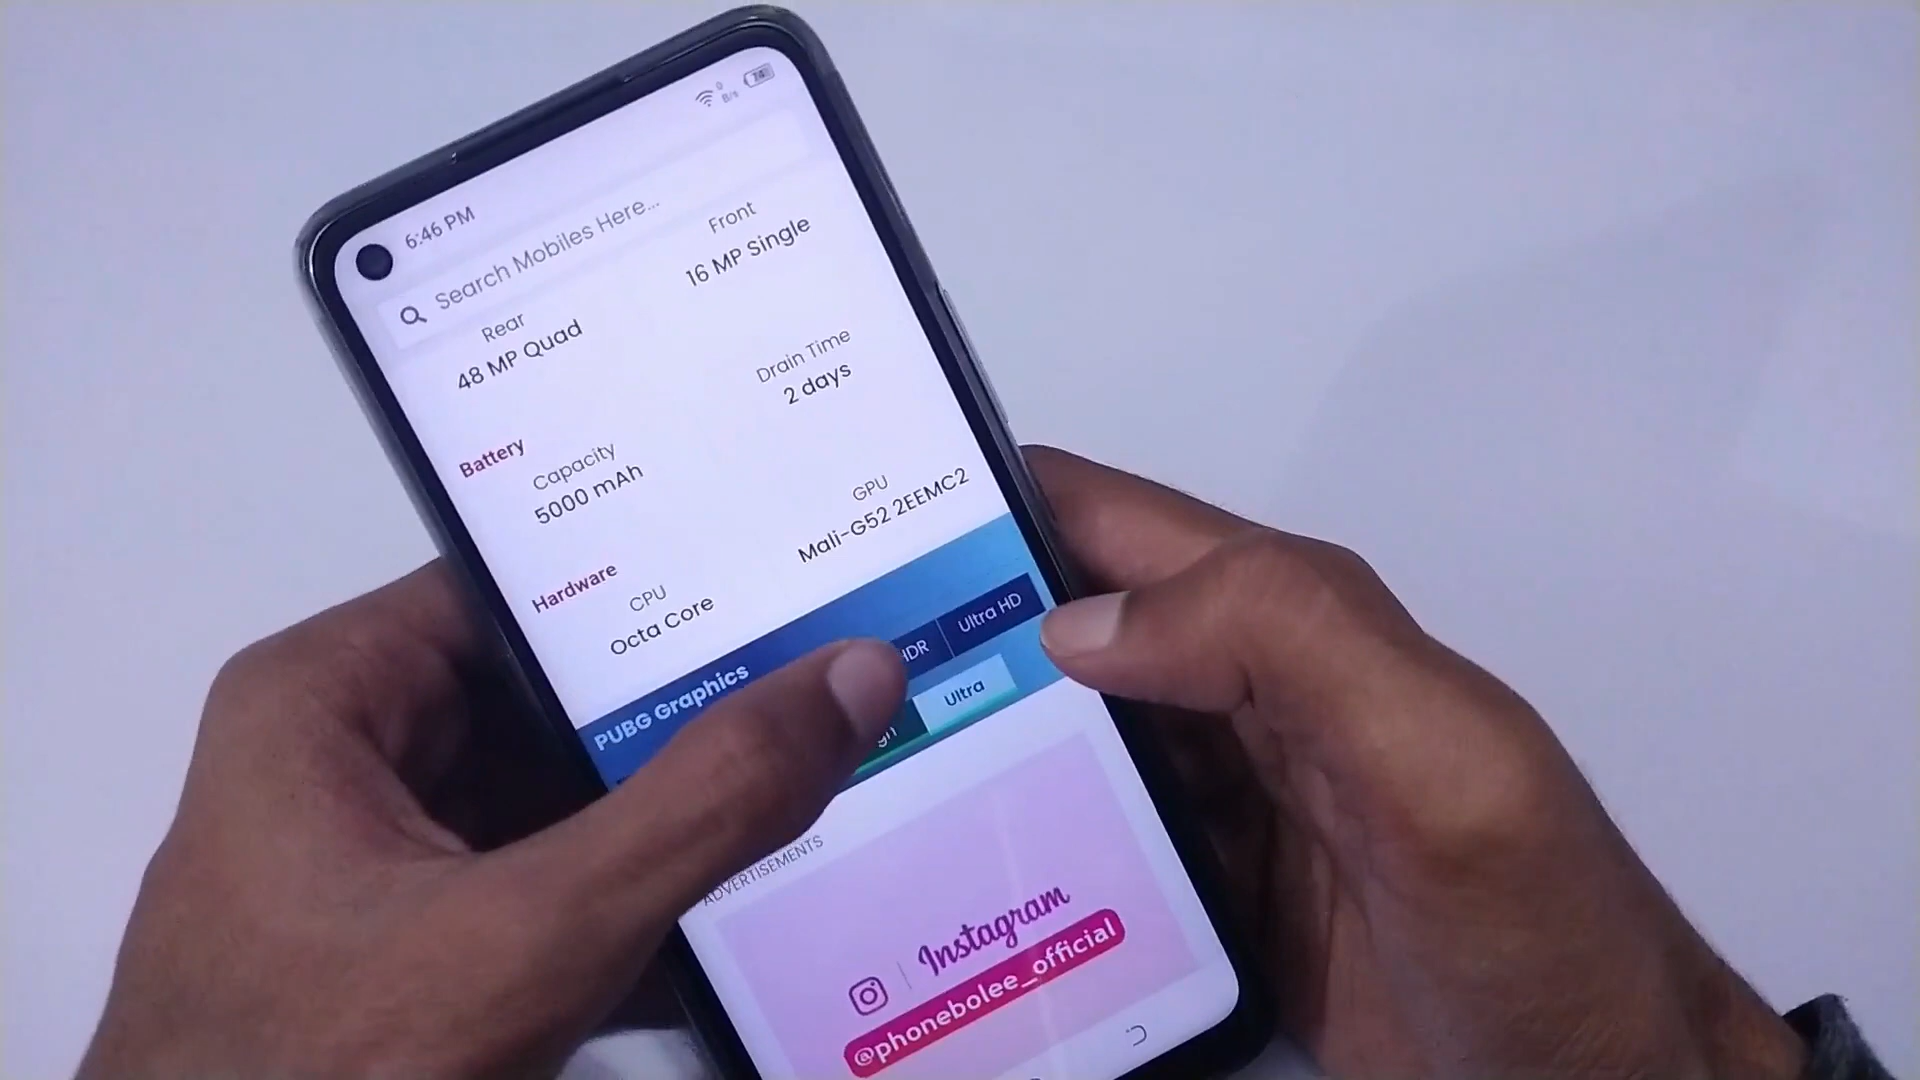 6:46 PM
0 B/s
74
Search Mobiles Here...
Rear
48 MP Quad
Front
16 MP Single
Battery
Capacity
5000 mAh
Drain Time
2 days
Hardware
CPU
Octa Core
GPU
Mali-G52 2EEMC2
PUBG Graphics
HDR
Ultra HD
Ultra
ADVERTISEMENTS
Instagram
@phonebolee_official